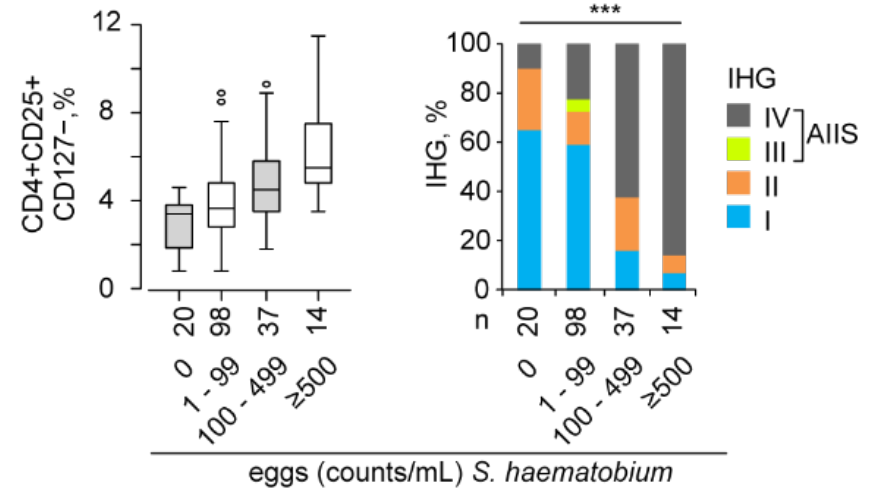 CD4+CD25+
CD127−,%
12
8
4
0
20 98 37 14
0 1 - 99 100 - 499 ≥500
***
IHG, %
100
80
60
40
20
0
n 20 98 37 14
0 1 - 99 100 - 499 ≥500
IHG
IV
III
AIIS
II
I
eggs (counts/mL) S. haematobium